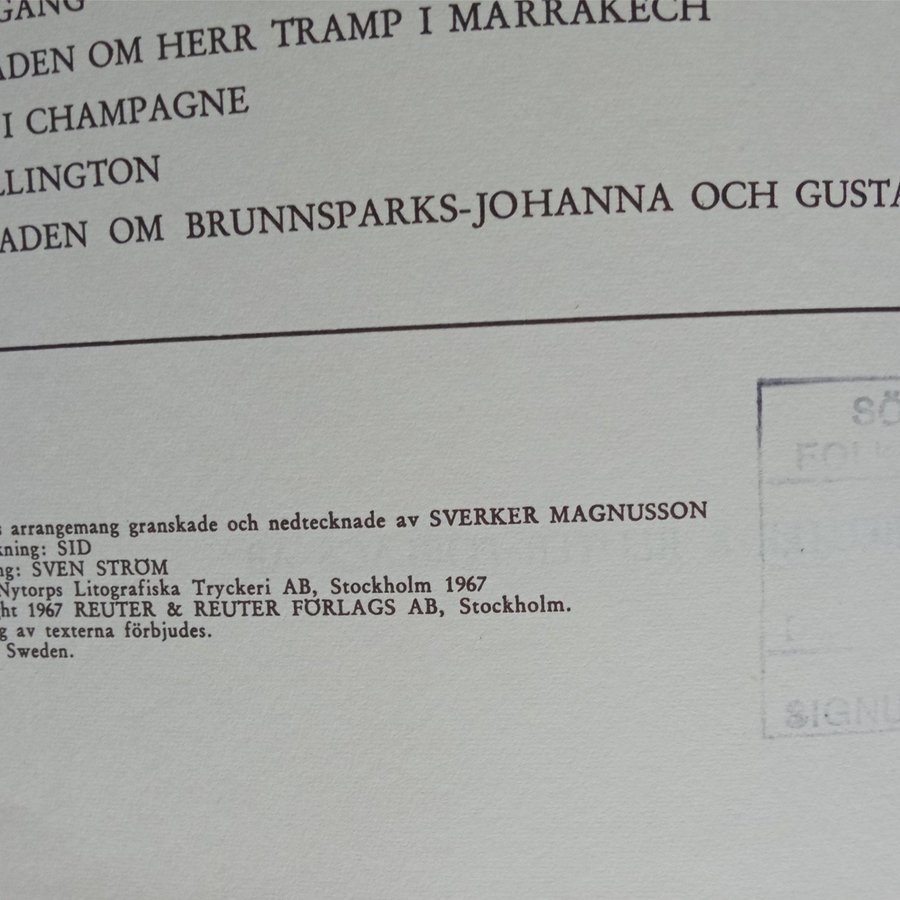 GÅNG
ADEN OM HERR TRAMP I MARRAKECH
I CHAMPAGNE
LLINGTON
ADEN OM BRUNNSPARKS-JOHANNA OCH GUSTA
s arrangemang granskade och nedtecknade av SVERKER MAGNUSSON
kning: SID
ng: SVEN STRÖM
Nytorps Litografiska Tryckeri AB, Stockholm 1967
ght 1967 REUTER & REUTER FÖRLAGS AB, Stockholm.
g av texterna förbjudes.
Sweden.
SÖ
FOLK
SIGNU